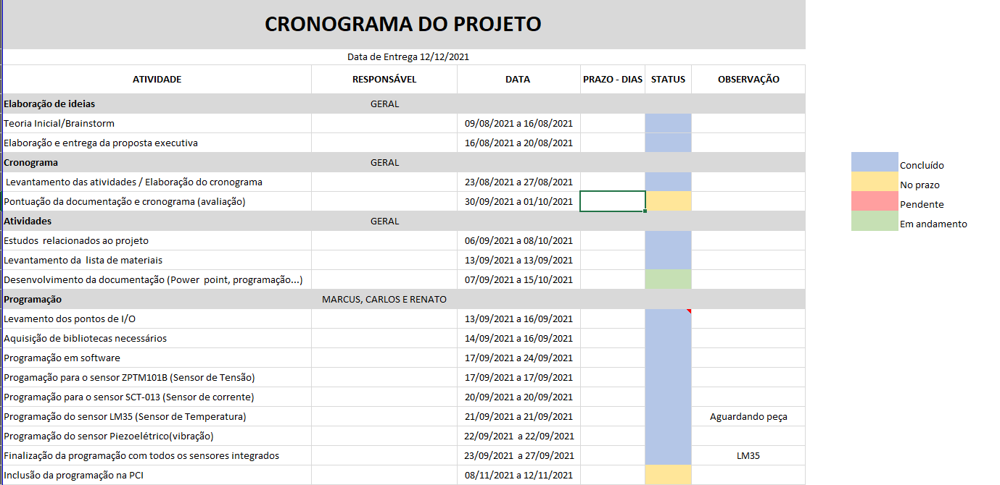 CRONOGRAMA DO PROJETO
Data de Entrega 12/12/2021
ATIVIDADE RESPONSÁVEL DATA PRAZO - DIAS STATUS OBSERVAÇÃO
Elaboração de ideias GERAL
Teoria Inicial/Brainstorm 09/08/2021 a 16/08/2021
Elaboração e entrega da proposta executiva 16/08/2021 a 20/08/2021
Cronograma GERAL
Levantamento das atividades / Elaboração do cronograma 23/08/2021 a 27/08/2021
Pontuação da documentação e cronograma (avaliação) 30/09/2021 a 01/10/2021
Atividades GERAL
Estudos relacionados ao projeto 06/09/2021 a 08/10/2021
Levantamento da lista de materiais 13/09/2021 a 13/09/2021
Desenvolvimento da documentação (Power point, programação...) 07/09/2021 a 15/10/2021
Programação MARCUS, CARLOS E RENATO
Levamento dos pontos de I/O 13/09/2021 a 16/09/2021
Aquisição de bibliotecas necessários 14/09/2021 a 16/09/2021
Programação em software 17/09/2021 a 24/09/2021
Progamação para o sensor ZPTM101B (Sensor de Tensão) 17/09/2021 a 17/09/2021
Programação para o sensor SCT-013 (Sensor de corrente) 20/09/2021 a 20/09/2021
Programação do sensor LM35 (Sensor de Temperatura) 21/09/2021 a 21/09/2021 Aguardando peça
Programação do sensor Piezoelétrico(vibração) 22/09/2021 a 22/09/2021
Finalização da programação com todos os sensores integrados 23/09/2021 a 27/09/2021 LM35
Inclusão da programação na PCI 08/11/2021 a 12/11/2021
Concluído
No prazo
Pendente
Em andamento